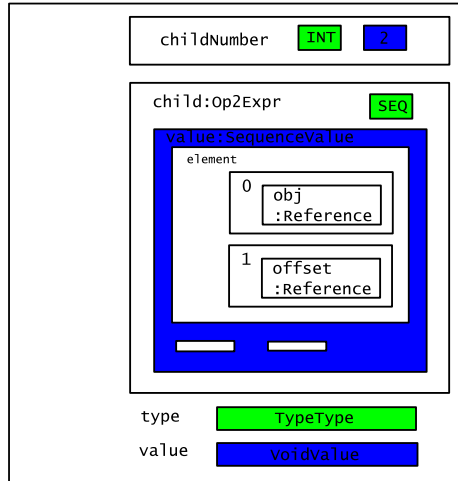 childNumber INT 2
child:Op2Expr SEQ
value:SequenceValue
element
0 obj
:Reference
1 offset
:Reference
type TypeType
value VoidValue